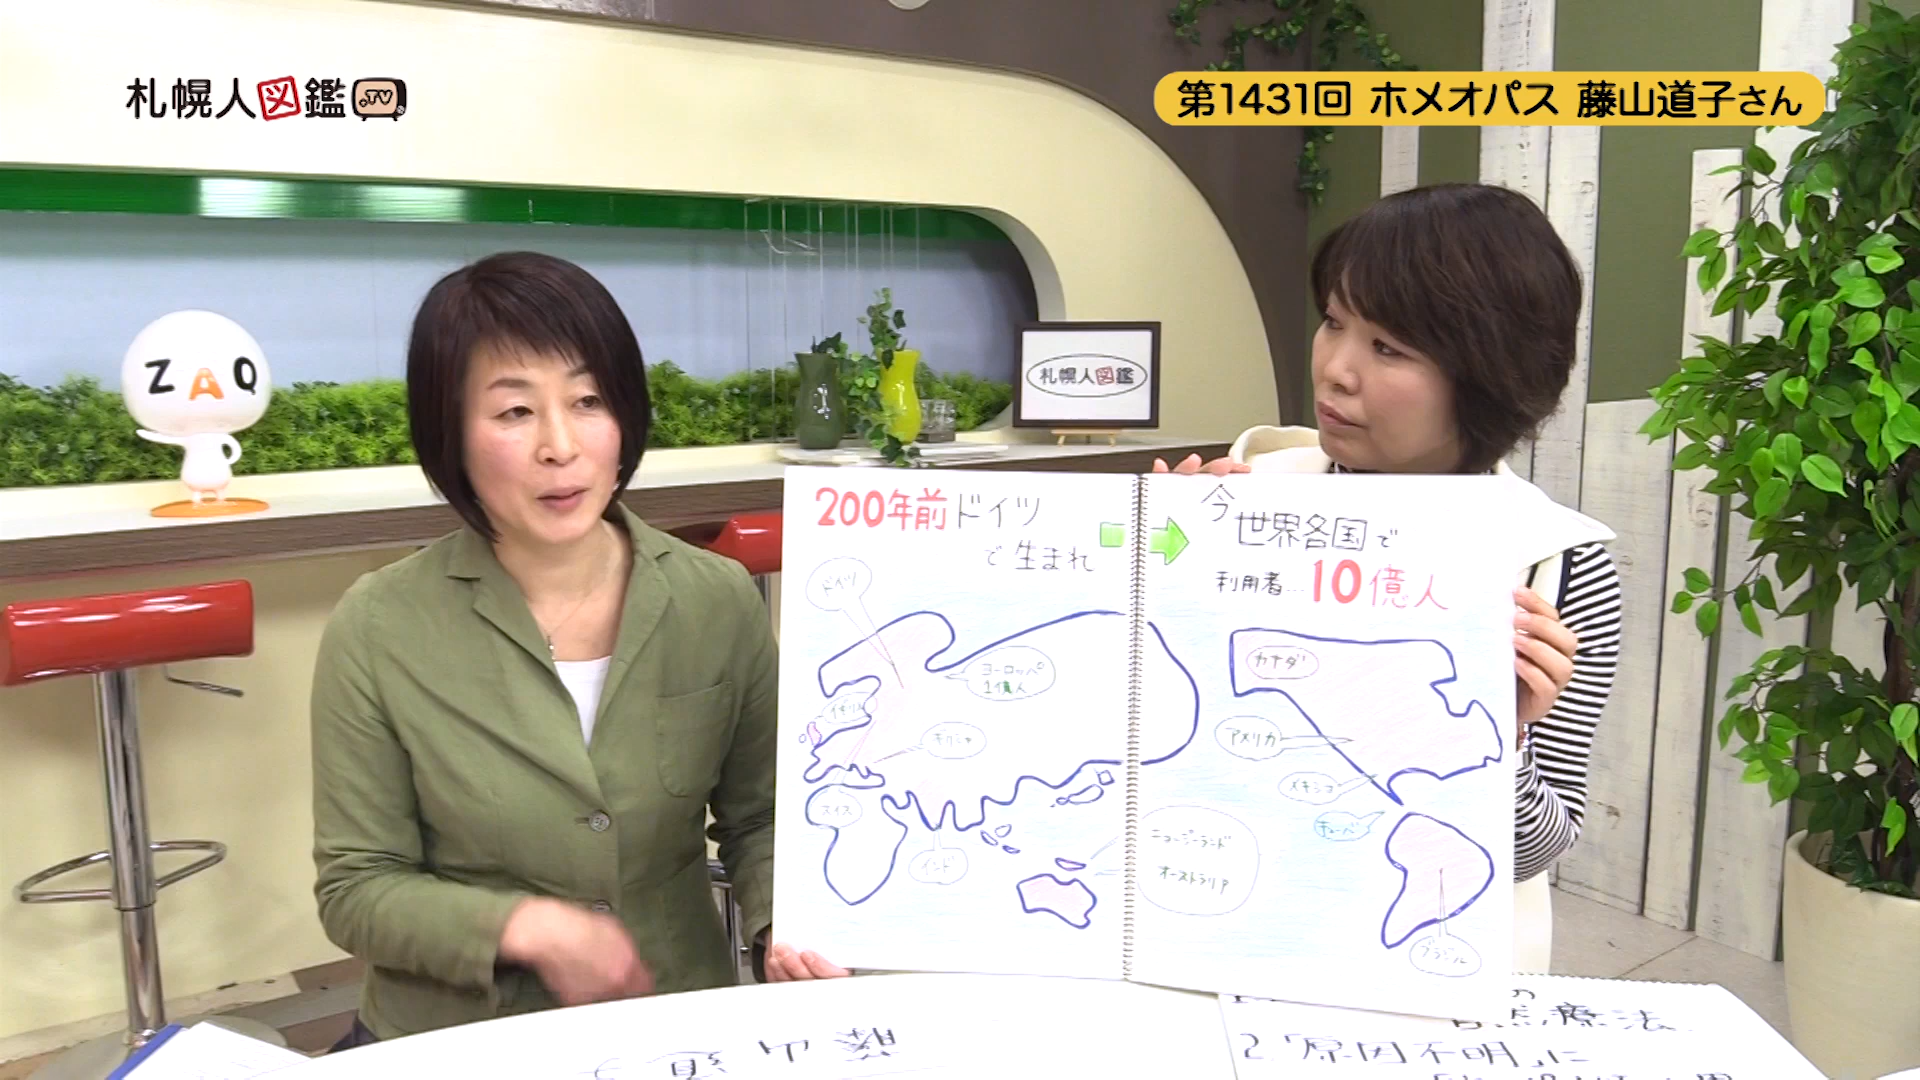 札幌人図鑑.TV
第1431回 ホメオパス 藤山道子さん
ZAQ
札幌人図鑑
200年前ドイツ
で生まれ
今
世界各国で
利用者…10億人
ドイツ
ヨーロッパ
1億人
イギリス
ギリシャ
スイス
インド
ニュージーランド
オーストラリア
カナダ
アメリカ
メキシコ
キューバ
ブラジル
自然療法
2.「原因不明」に